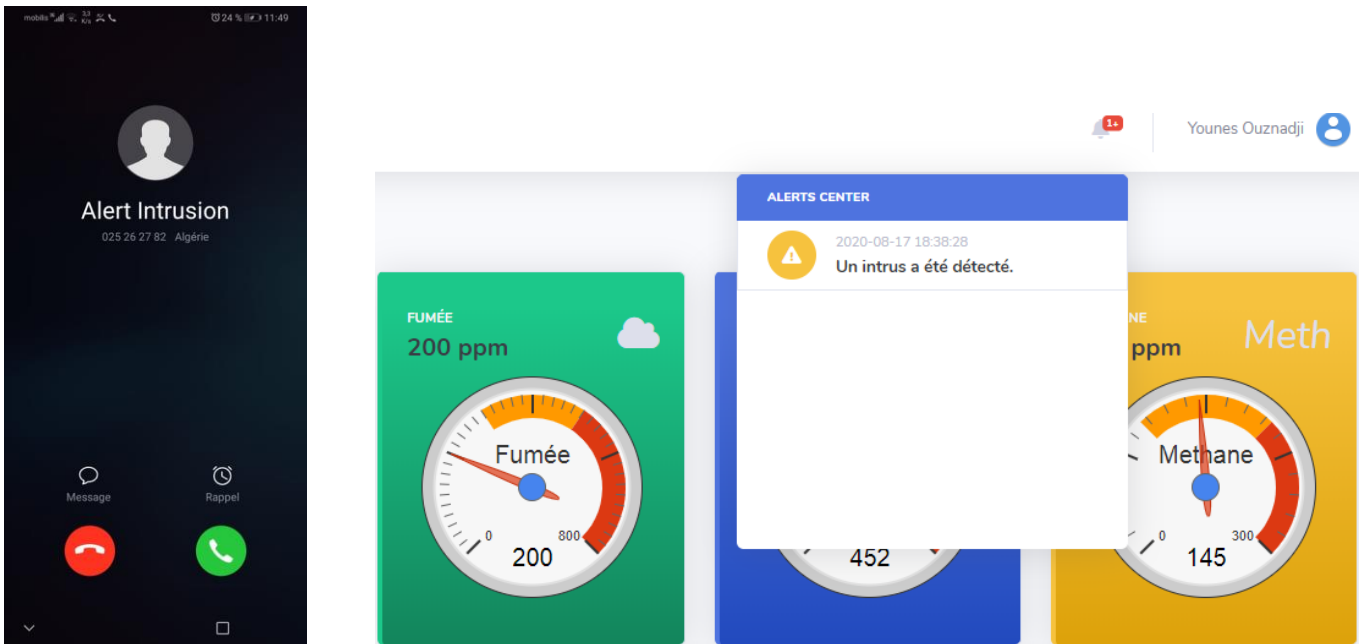 mobilis 3,3 K/s 24 % 11:49
Alert Intrusion
025 26 27 82 Algérie
Message Rappel
1+ Younes Ouznadji
ALERTS CENTER
2020-08-17 18:38:28
Un intrus a été détecté.
FUMÉE
200 ppm
Fumée
0 800
200
452
NE
ppm Meth
Methane
0 300
145